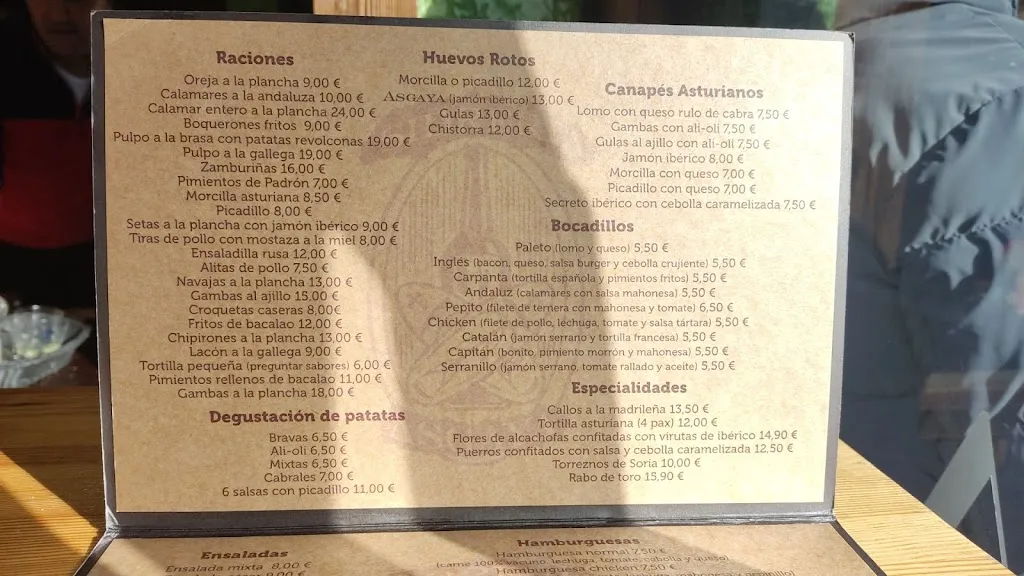 Raciones
Oreja a la plancha 9,00 €
Calamares a la andaluza 10,00 €
Calamar entero a la plancha 24,00 €
Boquerones fritos 9,00 €
Pulpo a la brasa con patatas revolconas 19,00 €
Pulpo a la gallega 19,00 €
Zamburiñas 16,00 €
Pimientos de Padrón 7,00 €
Morcilla asturiana 8,50 €
Picadillo 8,00 €
Setas a la plancha con jamón ibérico 9,00 €
Tiras de pollo con mostaza a la miel 8,00 €
Ensaladilla rusa 12,00 €
Alitas de pollo 7,50 €
Navajas a la plancha 13,00 €
Gambas al ajillo 15,00 €
Croquetas caseras 8,00€
Fritos de bacalao 12,00 €
Chipirones a la plancha 13,00 €
Lacón a la gallega 9,00 €
Tortilla pequeña (preguntar sabores) 6,00 €
Pimientos rellenos de bacalao 11,00 €
Gambas a la plancha 18,00 €
Degustación de patatas
Bravas 6,50 €
Ali-oli 6,50 €
Mixtas 6,50 €
Cabrales 7,00 €
6 salsas con picadillo 11,00 €
Huevos Rotos
Morcilla o picadillo 12,00 €
ASGAYA (jamón ibérico) 13,00 €
Gulas 13,00 €
Chistorra 12,00 €
Canapés Asturianos
Lomo con queso rulo de cabra 7,50 €
Gambas con ali-oli 7,50 €
Gulas al ajillo con ali-oli 7,50 €
Jamón ibérico 8,00 €
Morcilla con queso 7,00 €
Picadillo con queso 7,00 €
Secreto ibérico con cebolla caramelizada 7,50 €
Bocadillos
Paleto (lomo y queso) 5,50 €
Inglés (bacon, queso, salsa burger y cebolla crujiente) 5,50 €
Carpanta (tortilla española y pimientos fritos) 5,50 €
Andaluz (calamares con salsa mahonesa) 5,50 €
Pepito (filete de ternera con mahonesa y tomate) 6,50 €
Chicken (filete de pollo, lechuga, tomate y salsa tártara) 5,50 €
Catalán (jamón serrano y tortilla francesa) 5,50 €
Capitán (bonito, pimiento morrón y mahonesa) 5,50 €
Serranillo (jamón serrano, tomate rallado y aceite) 5,50 €
Especialidades
Callos a la madrileña 13,50 €
Tortilla asturiana (4 pax) 12,00 €
Flores de alcachofas confitadas con virutas de ibérico 14,90 €
Puerros confitados con salsa y cebolla caramelizada 12,50 €
Torreznos de Soria 10,00 €
Rabo de toro 15,90 €
Ensaladas
Ensalada mixta 8,00 €
9,00 €
Hamburguesas
Hamburguesa normal 7,50 €
(carne 100% vacuno, lechuga, tomate, cebolla y queso)
Hamburguesa chicken 7,50 €